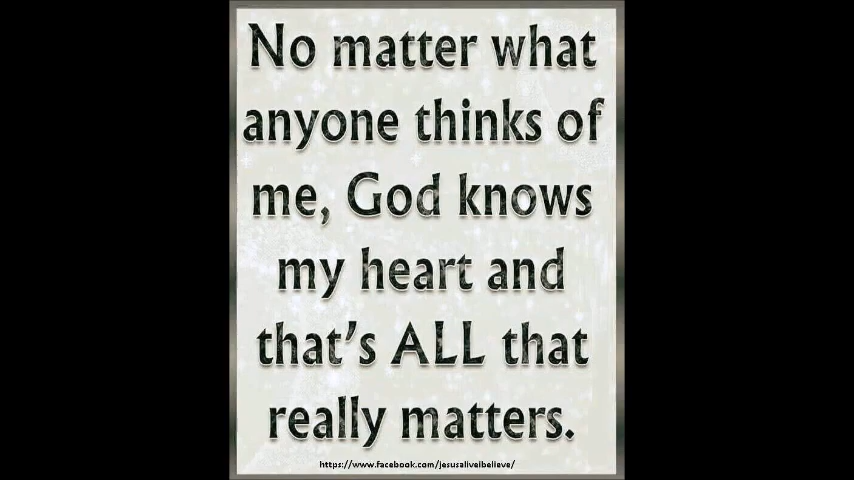 No matter what
anyone thinks of
me, God knows
my heart and
that's ALL that
really matters.
https://www.facebook.com/jesusaliveibelieve/